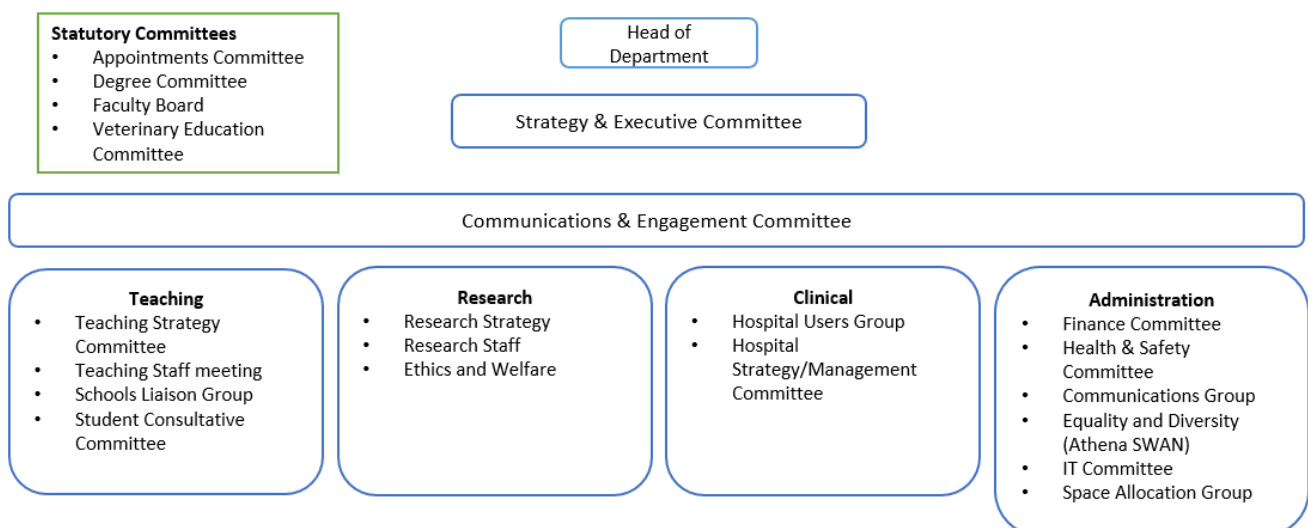 Statutory Committees
• Appointments Committee
• Degree Committee
• Faculty Board
• Veterinary Education
Committee
Head of
Department
Strategy & Executive Committee
Communications & Engagement Committee
Teaching
• Teaching Strategy
Committee
• Teaching Staff meeting
• Schools Liaison Group
• Student Consultative
Committee
Research
• Research Strategy
• Research Staff
• Ethics and Welfare
Clinical
• Hospital Users Group
• Hospital
Strategy/Management
Committee
Administration
• Finance Committee
• Health & Safety
Committee
• Communications Group
• Equality and Diversity
(Athena SWAN)
• IT Committee
• Space Allocation Group